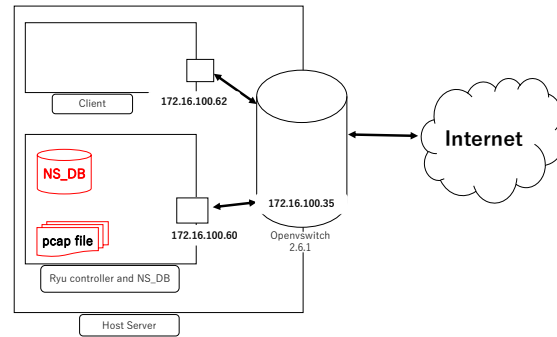 Client
172.16.100.62
Internet
NS_DB
172.16.100.35
pcap file
172.16.100.60
Openvswitch
2.6.1
Ryu controller and NS_DB
Host Server